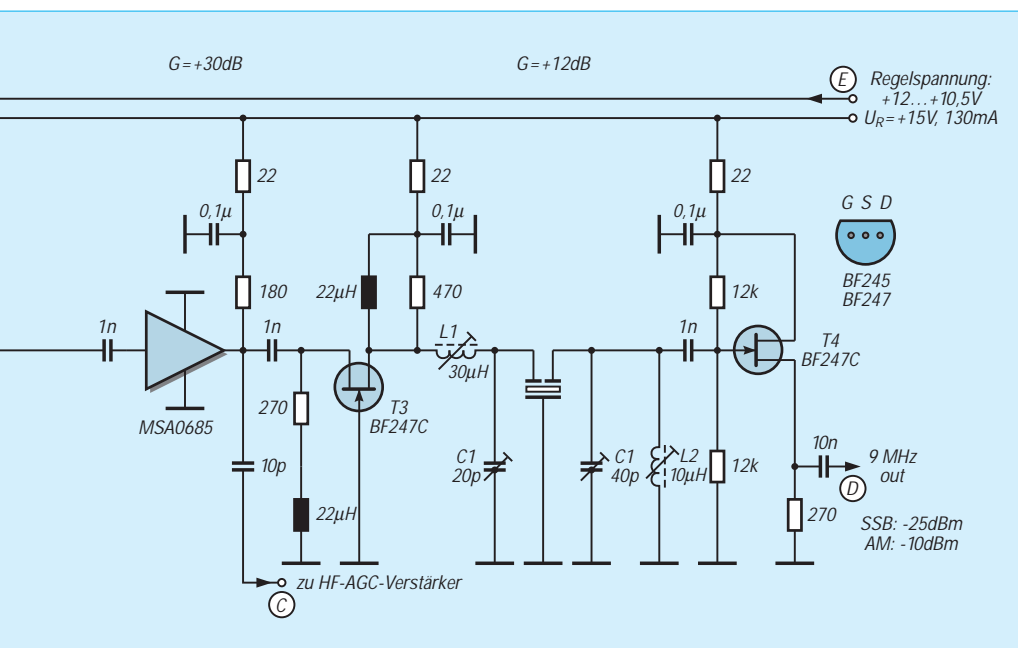 G=+30dB
G=+12dB
E
Regelspannung:
+12...+10,5V
U_R=+15V, 130mA
22
22
22
G S D
0,1µ
0,1µ
0,1µ
BF245
BF247
180
22µH
470
12k
1n
1n
L1
30µH
1n
T4
BF247C
MSA0685
270
T3
BF247C
10p
C1
20p
C1
40p
L2
10µH
12k
10n
9 MHz
out
D
22µH
270
SSB: -25dBm
AM: -10dBm
zu HF-AGC-Verstärker
C